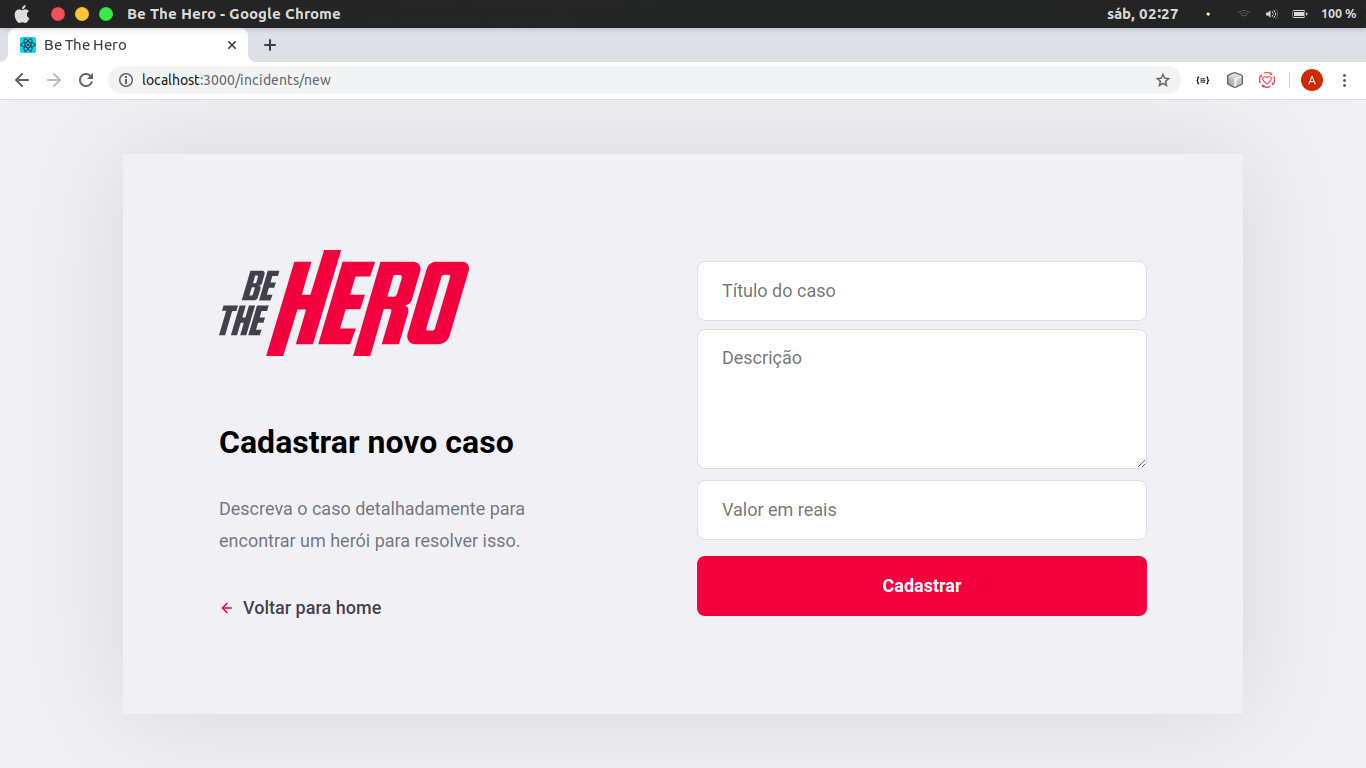 Be The Hero - Google Chrome
sáb, 02:27
100 %
Be The Hero
localhost:3000/incidents/new
A
BE
THE
HERO
Cadastrar novo caso
Descreva o caso detalhadamente para
encontrar um herói para resolver isso.
Voltar para home
Título do caso
Descrição
Valor em reais
Cadastrar